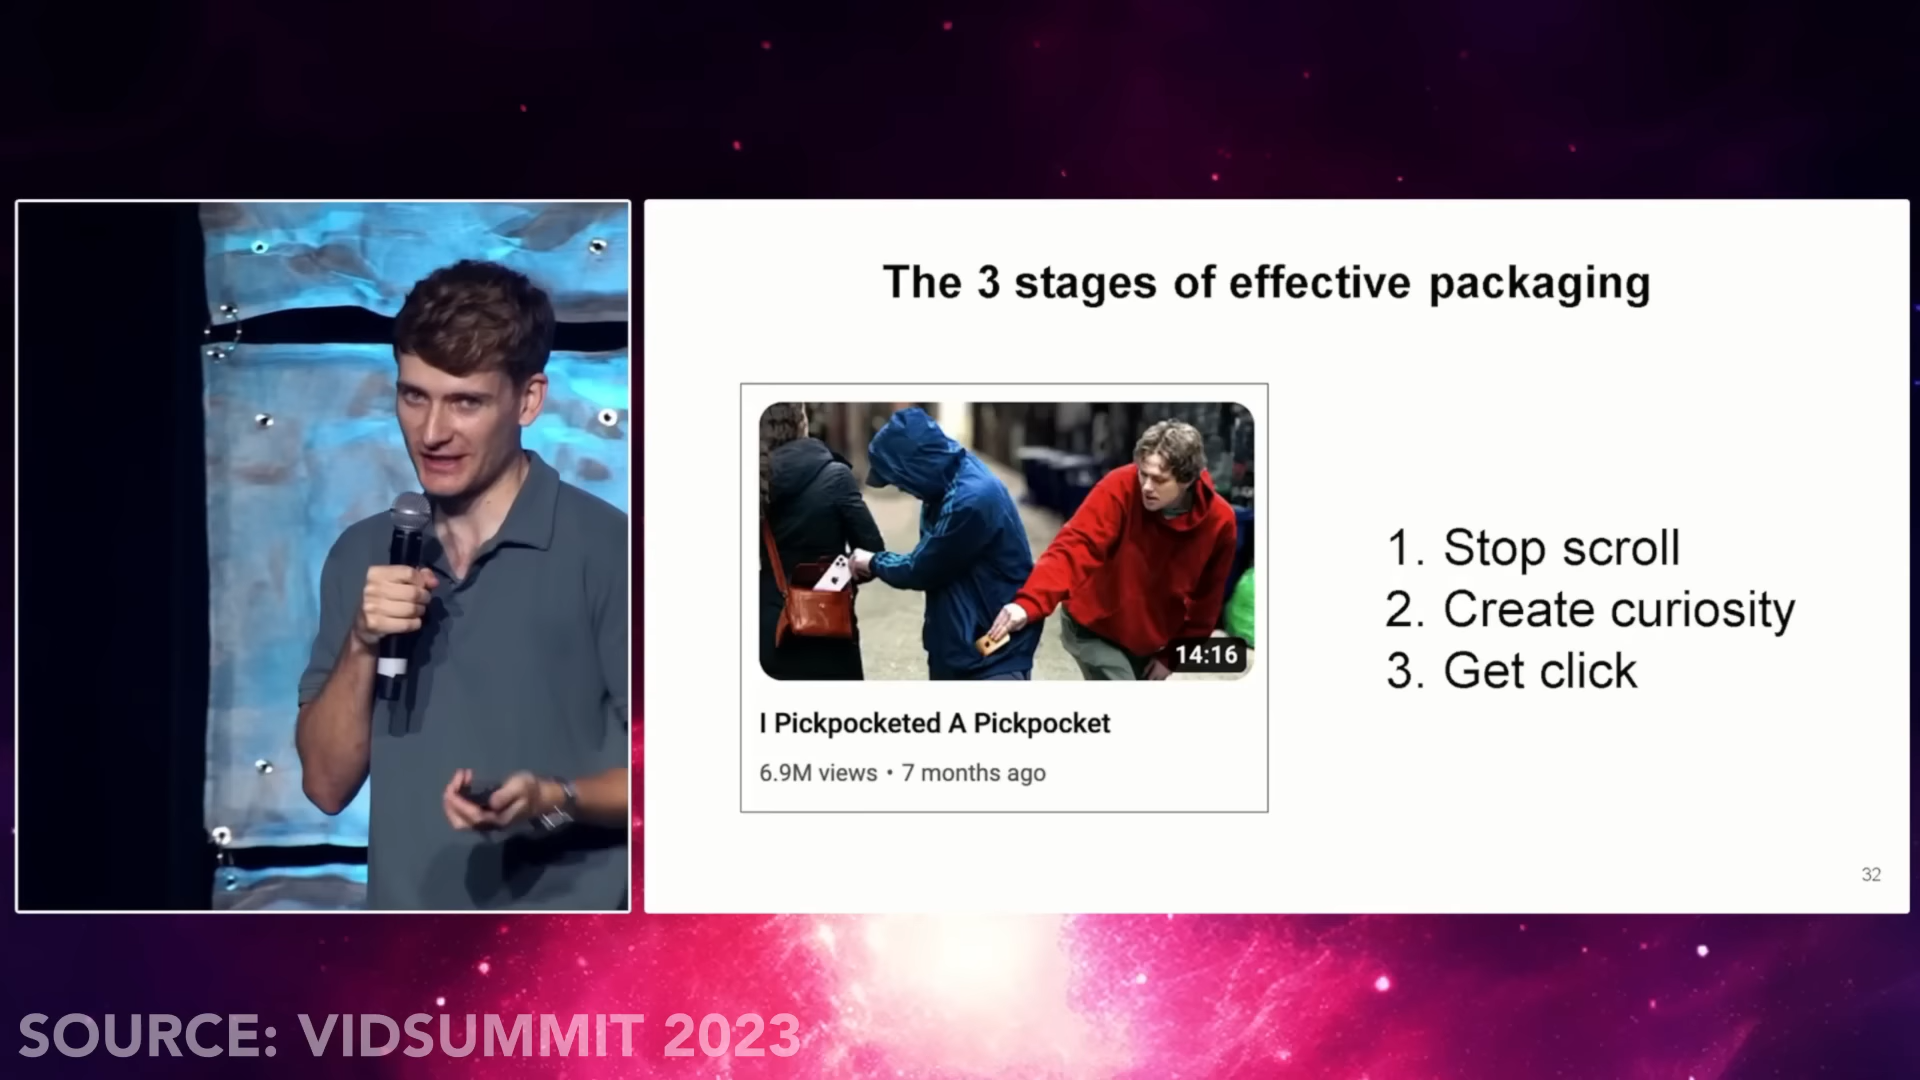 The 3 stages of effective packaging
14:16
I Pickpocketed A Pickpocket
6.9M views • 7 months ago
1. Stop scroll
2. Create curiosity
3. Get click
32
SOURCE: VIDSUMMIT 2023